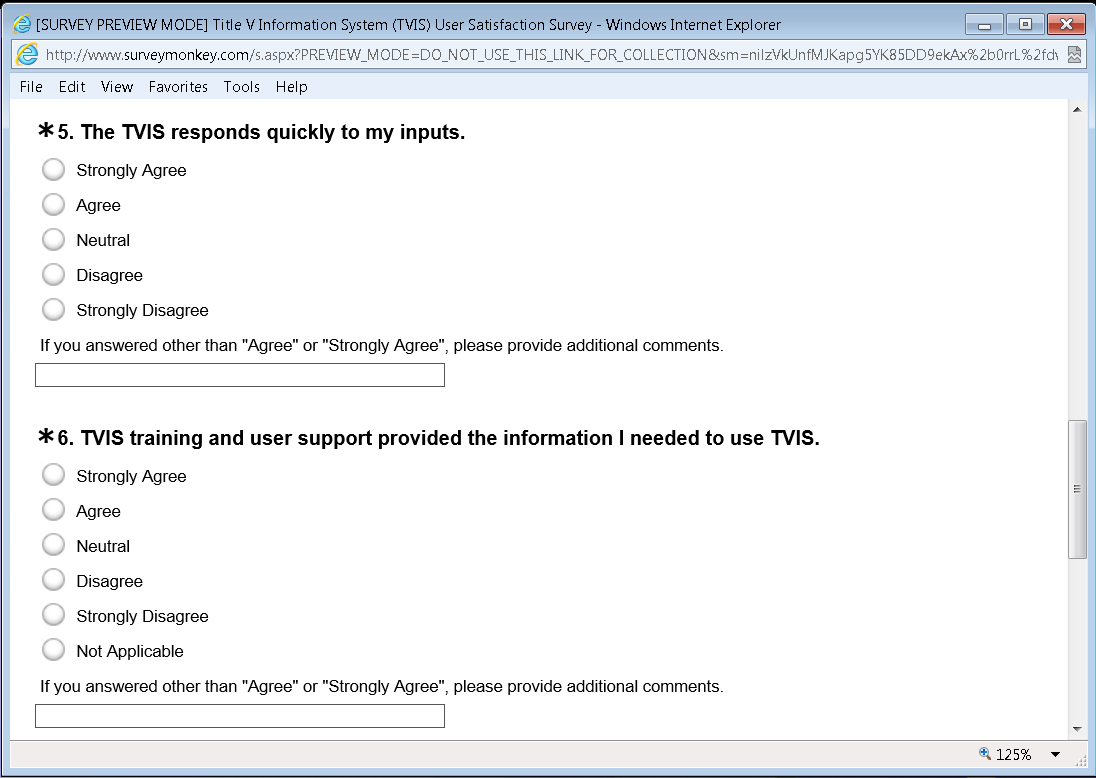 [SURVEY PREVIEW MODE] Title V Information System (TVIS) User Satisfaction Survey - Windows Internet Explorer
http://www.surveymonkey.com/s.aspx?PREVIEW_MODE=DO_NOT_USE_THIS_LINK_FOR_COLLECTION&sm=niIzVkUnfMJKapg5YK85DD9ekAx%2b0rrL%2fdv
File Edit View Favorites Tools Help
*5. The TVIS responds quickly to my inputs.
Strongly Agree
Agree
Neutral
Disagree
Strongly Disagree
If you answered other than "Agree" or "Strongly Agree", please provide additional comments.
*6. TVIS training and user support provided the information I needed to use TVIS.
Strongly Agree
Agree
Neutral
Disagree
Strongly Disagree
Not Applicable
If you answered other than "Agree" or "Strongly Agree", please provide additional comments.
125%